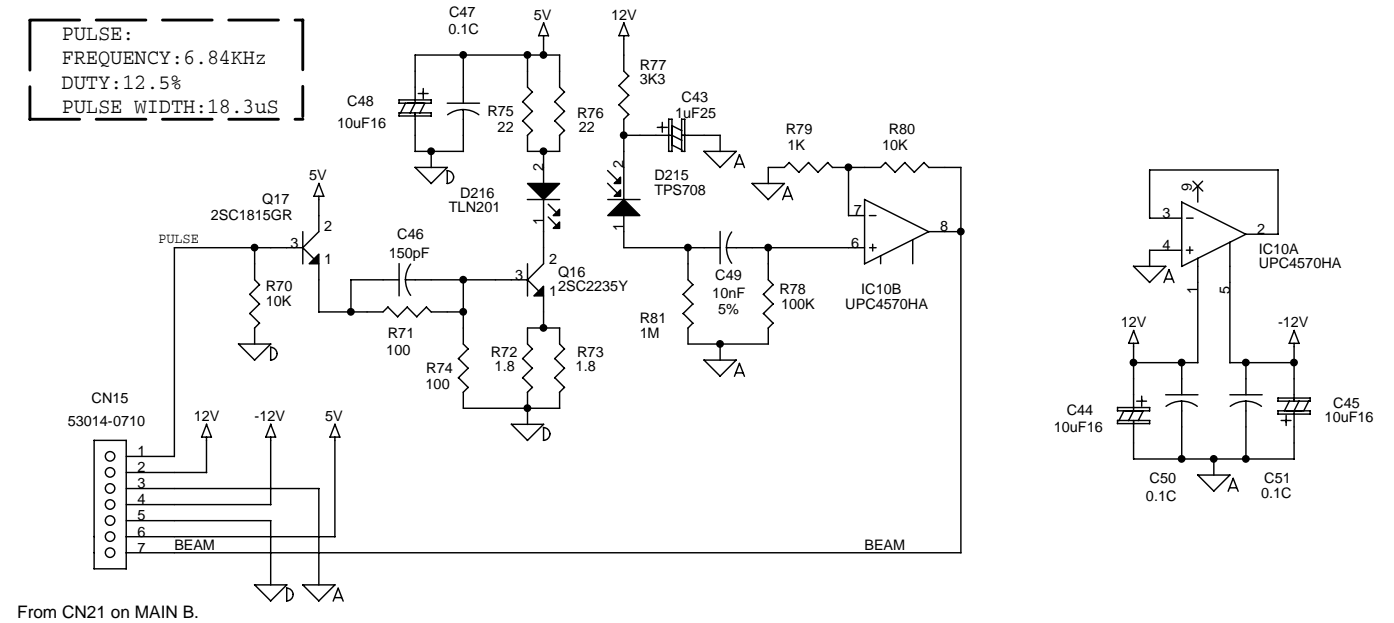 PULSE:
FREQUENCY:6.84KHz
DUTY:12.5%
PULSE WIDTH:18.3uS
C47
0.1C
5V
12V
C48
10uF16
+
R75
22
R76
22
R77
3K3
C43
1uF25
+
A
D
D216
TLN201
2
1
D215
TPS708
2
1
R79
1K
R80
10K
A
7
−
6
+
8
IC10B
UPC4570HA
Q17
2SC1815GR
5V
2
3
1
PULSE
R70
10K
D
C46
150pF
R71
100
R74
100
Q16
2SC2235Y
2
3
1
R72
1.8
R73
1.8
D
C49
10nF
5%
R81
1M
R78
100K
A
9
3
−
4
+
2
IC10A
UPC4570HA
A
1
5
12V
-12V
C44
10uF16
+
C45
10uF16
+
C50
0.1C
A
C51
0.1C
CN15
53014-0710
12V
-12V
5V
1
2
3
4
5
6
7
BEAM
BEAM
D
A
From CN21 on MAIN B.